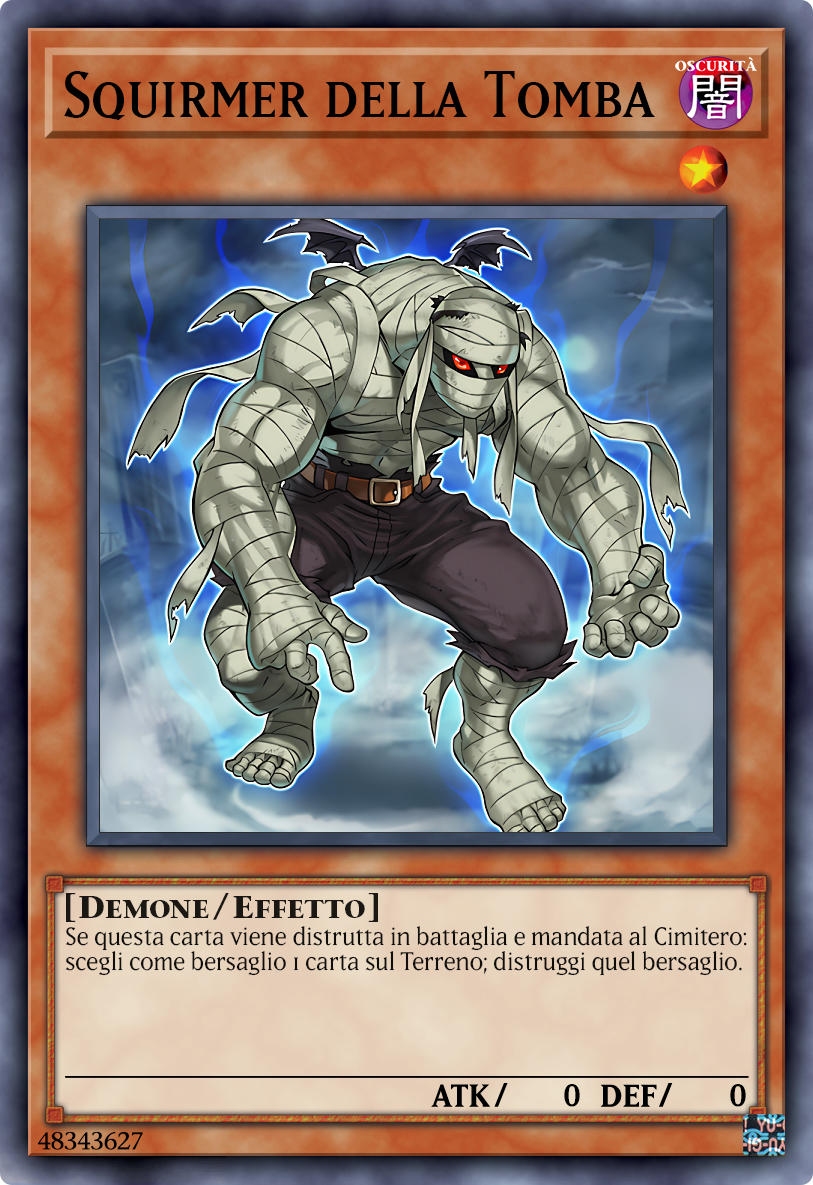 Squirmer della Tomba
OSCURITÀ
闇
[Demone/Effetto]
Se questa carta viene distrutta in battaglia e mandata al Cimitero:
scegli come bersaglio 1 carta sul Terreno; distruggi quel bersaglio.
ATK/ 0 DEF/ 0
48343627